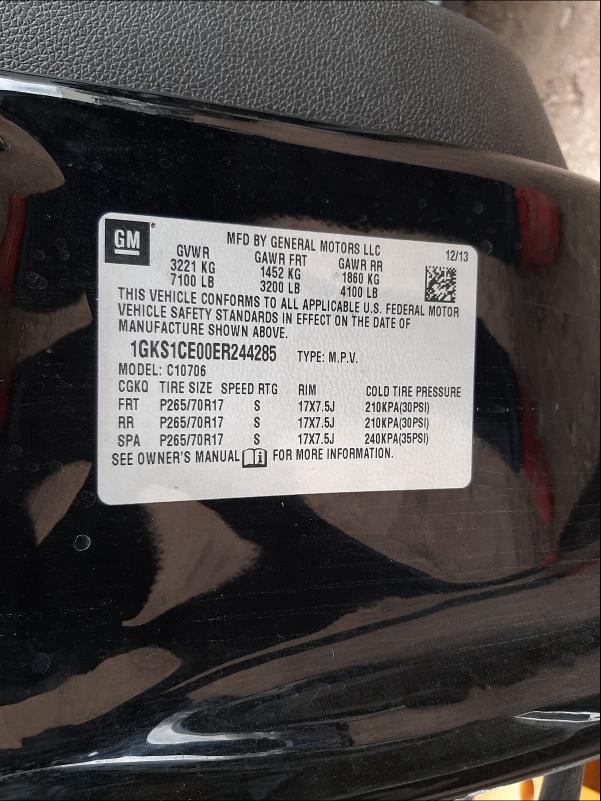 GM
MFD BY GENERAL MOTORS LLC
12/13
GVWR GAWR FRT GAWR RR
3221 KG 1452 KG 1860 KG
7100 LB 3200 LB 4100 LB
THIS VEHICLE CONFORMS TO ALL APPLICABLE U.S. FEDERAL MOTOR
VEHICLE SAFETY STANDARDS IN EFFECT ON THE DATE OF
MANUFACTURE SHOWN ABOVE.
1GKS1CE00ER244285 TYPE: M.P.V.
MODEL: C10706
CGKQ TIRE SIZE SPEED RTG RIM COLD TIRE PRESSURE
FRT P265/70R17 S 17X7.5J 210KPA(30PSI)
RR P265/70R17 S 17X7.5J 210KPA(30PSI)
SPA P265/70R17 S 17X7.5J 240KPA(35PSI)
SEE OWNER'S MANUAL i FOR MORE INFORMATION.